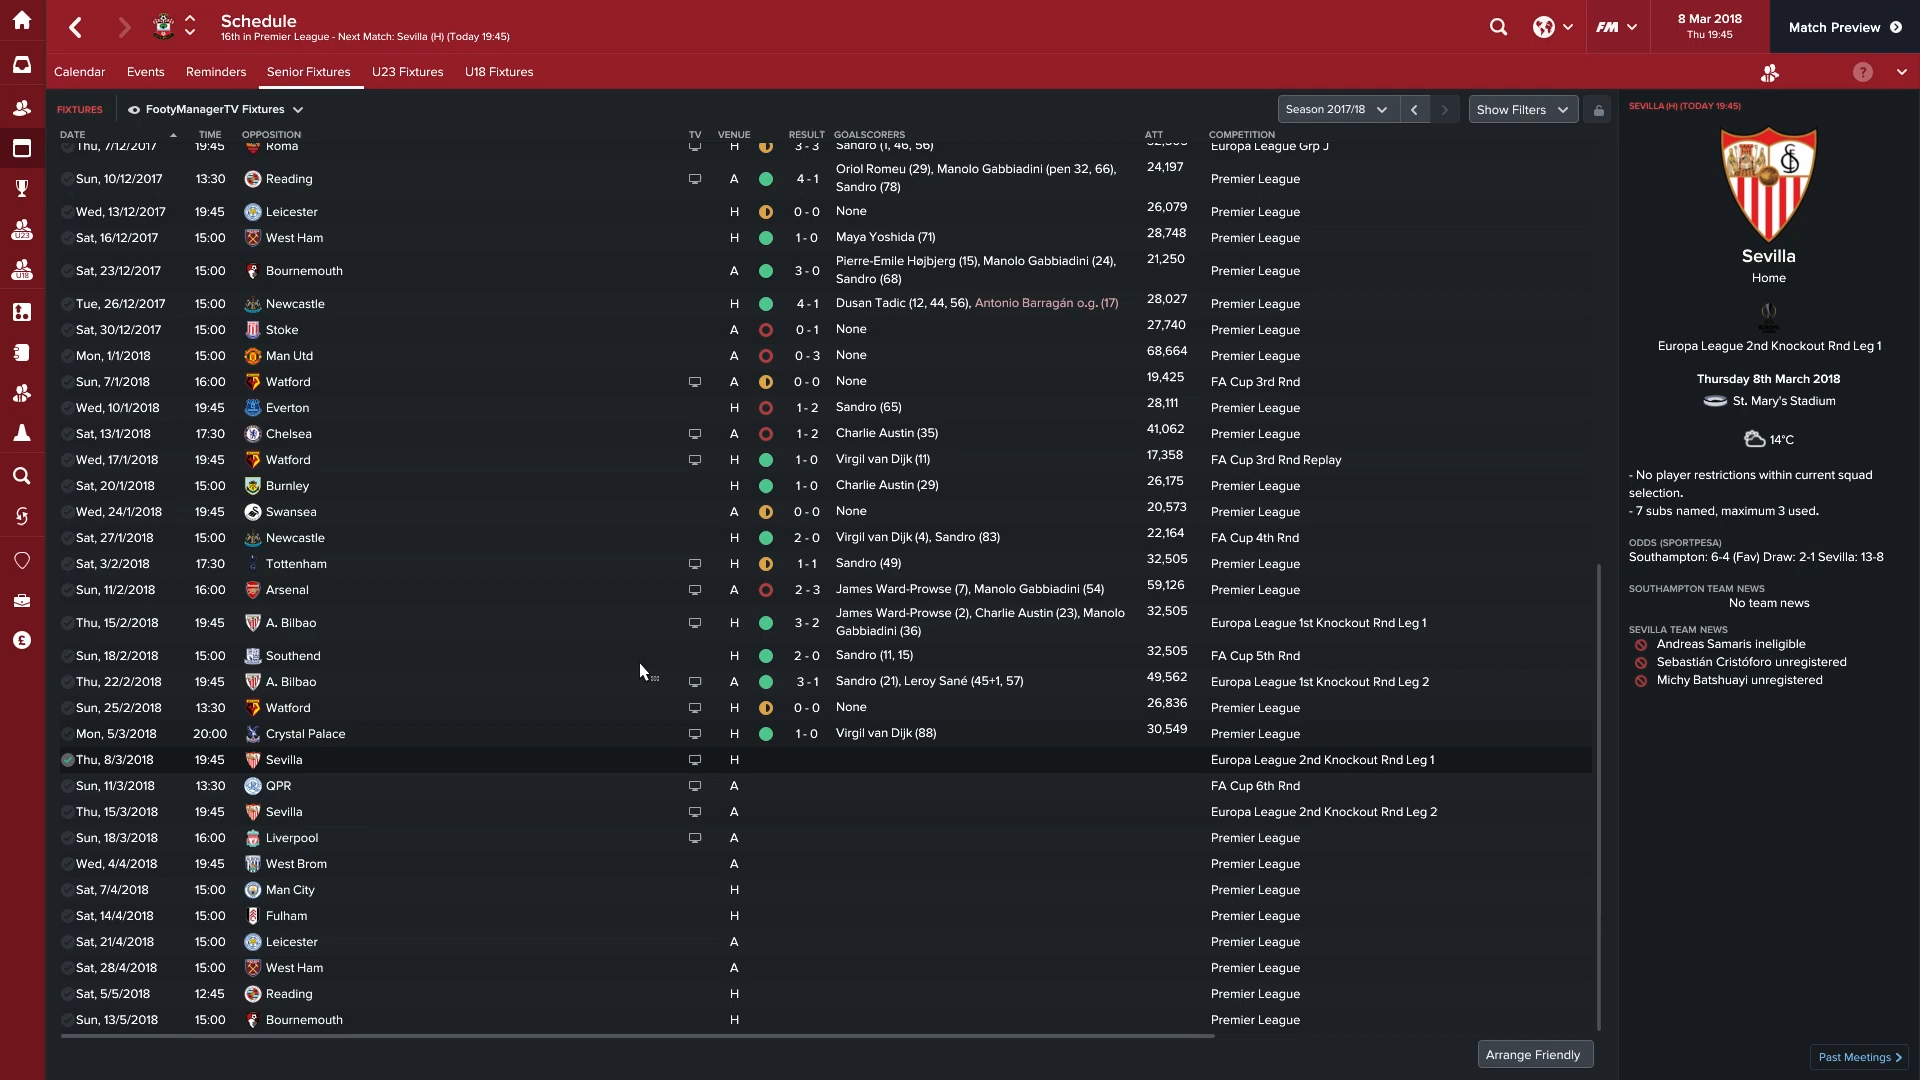 Schedule
16th in Premier League - Next Match: Sevilla (H) (Today 19:45)
FM
8 Mar 2018
Thu 19:45
Match Preview
Calendar Events Reminders Senior Fixtures U23 Fixtures U18 Fixtures
?
FIXTURES FootyManagerTV Fixtures Season 2017/18 Show Filters
DATE TIME OPPOSITION TV VENUE RESULT GOALSCORERS ATT COMPETITION
Thu, 7/12/2017 19:45 Roma H 3 - 3 Sandro (1, 46, 56) Europa League Grp J
Sun, 10/12/2017 13:30 Reading A 4 - 1 Oriol Romeu (29), Manolo Gabbiadini (pen 32, 66), 24,197 Premier League
Sandro (78)
Wed, 13/12/2017 19:45 Leicester H 0 - 0 None 26,079 Premier League
Sat, 16/12/2017 15:00 West Ham H 1 - 0 Maya Yoshida (71) 28,748 Premier League
Sat, 23/12/2017 15:00 Bournemouth A 3 - 0 Pierre-Emile Højbjerg (15), Manolo Gabbiadini (24), 21,250 Premier League
Sandro (68)
Tue, 26/12/2017 15:00 Newcastle H 4 - 1 Dusan Tadic (12, 44, 56), Antonio Barragán o.g. (17) 28,027 Premier League
Sat, 30/12/2017 15:00 Stoke A 0 - 1 None 27,740 Premier League
Mon, 1/1/2018 15:00 Man Utd A 0 - 3 None 68,664 Premier League
Sun, 7/1/2018 16:00 Watford A 0 - 0 None 19,425 FA Cup 3rd Rnd
Wed, 10/1/2018 19:45 Everton H 1 - 2 Sandro (65) 28,111 Premier League
Sat, 13/1/2018 17:30 Chelsea A 1 - 2 Charlie Austin (35) 41,062 Premier League
Wed, 17/1/2018 19:45 Watford H 1 - 0 Virgil van Dijk (11) 17,358 FA Cup 3rd Rnd Replay
Sat, 20/1/2018 15:00 Burnley H 1 - 0 Charlie Austin (29) 26,175 Premier League
Wed, 24/1/2018 19:45 Swansea A 0 - 0 None 20,573 Premier League
Sat, 27/1/2018 15:00 Newcastle H 2 - 0 Virgil van Dijk (4), Sandro (83) 22,164 FA Cup 4th Rnd
Sat, 3/2/2018 17:30 Tottenham H 1 - 1 Sandro (49) 32,505 Premier League
Sun, 11/2/2018 16:00 Arsenal A 2 - 3 James Ward-Prowse (7), Manolo Gabbiadini (54) 59,126 Premier League
Thu, 15/2/2018 19:45 A. Bilbao H 3 - 2 James Ward-Prowse (2), Charlie Austin (23), Manolo 32,505 Europa League 1st Knockout Rnd Leg 1
Gabbiadini (36)
Sun, 18/2/2018 15:00 Southend H 2 - 0 Sandro (11, 15) 32,505 FA Cup 5th Rnd
Thu, 22/2/2018 19:45 A. Bilbao A 3 - 1 Sandro (21), Leroy Sané (45+1, 57) 49,562 Europa League 1st Knockout Rnd Leg 2
Sun, 25/2/2018 13:30 Watford H 0 - 0 None 26,836 Premier League
Mon, 5/3/2018 20:00 Crystal Palace H 1 - 0 Virgil van Dijk (88) 30,549 Premier League
Thu, 8/3/2018 19:45 Sevilla H Europa League 2nd Knockout Rnd Leg 1
Sun, 11/3/2018 13:30 QPR A FA Cup 6th Rnd
Thu, 15/3/2018 19:45 Sevilla A Europa League 2nd Knockout Rnd Leg 2
Sun, 18/3/2018 16:00 Liverpool A Premier League
Wed, 4/4/2018 19:45 West Brom A Premier League
Sat, 7/4/2018 15:00 Man City H Premier League
Sat, 14/4/2018 15:00 Fulham H Premier League
Sat, 21/4/2018 15:00 Leicester A Premier League
Sat, 28/4/2018 15:00 West Ham A Premier League
Sat, 5/5/2018 12:45 Reading H Premier League
Sun, 13/5/2018 15:00 Bournemouth H Premier League
Arrange Friendly
U23
U18
SEVILLA (H) (TODAY 19:45)
Sevilla
Home
Europa League 2nd Knockout Rnd Leg 1
Thursday 8th March 2018
St. Mary's Stadium
14°C
- No player restrictions within current squad
selection.
- 7 subs named, maximum 3 used.
ODDS (SPORTPESA)
Southampton: 6-4 (Fav) Draw: 2-1 Sevilla: 13-8
SOUTHAMPTON TEAM NEWS
No team news
SEVILLA TEAM NEWS
Andreas Samaris ineligible
Sebastián Cristóforo unregistered
Michy Batshuayi unregistered
Past Meetings